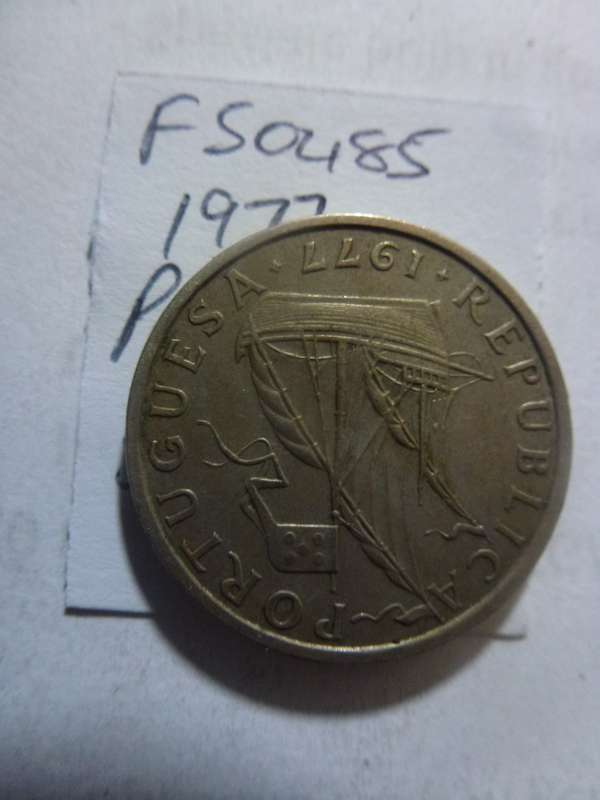 FS0485
1977
P
REPUBLICA PORTUGUESA · 1977 ·